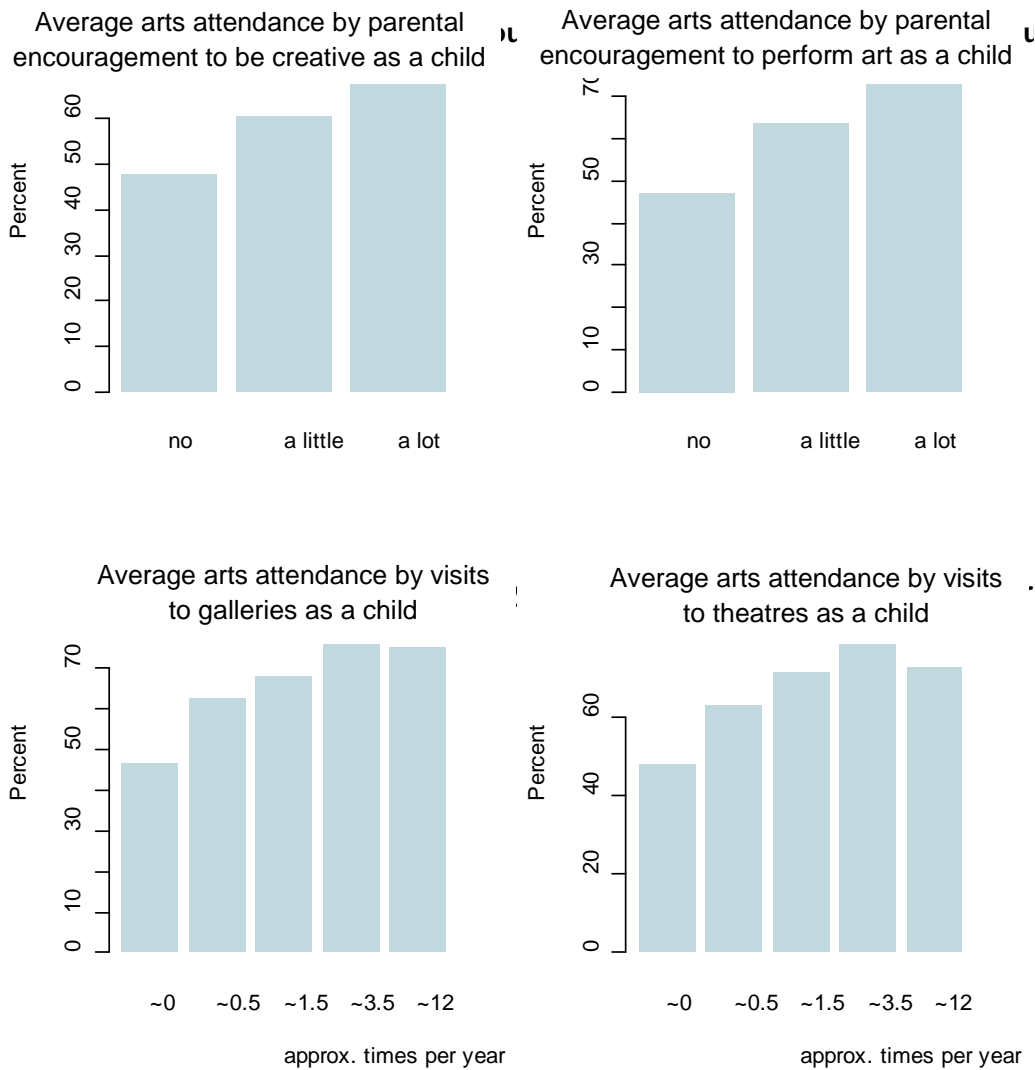 Average arts attendance by parental
encouragement to be creative as a child
Percent
0
10
20
30
40
50
60
no a little a lot
Average arts attendance by parental
encouragement to perform art as a child
Percent
0
10
30
50
70
no a little a lot
Average arts attendance by visits
to galleries as a child
Percent
0
10
30
50
70
~0 ~0.5 ~1.5 ~3.5 ~12
approx. times per year
Average arts attendance by visits
to theatres as a child
Percent
0
20
40
60
~0 ~0.5 ~1.5 ~3.5 ~12
approx. times per year